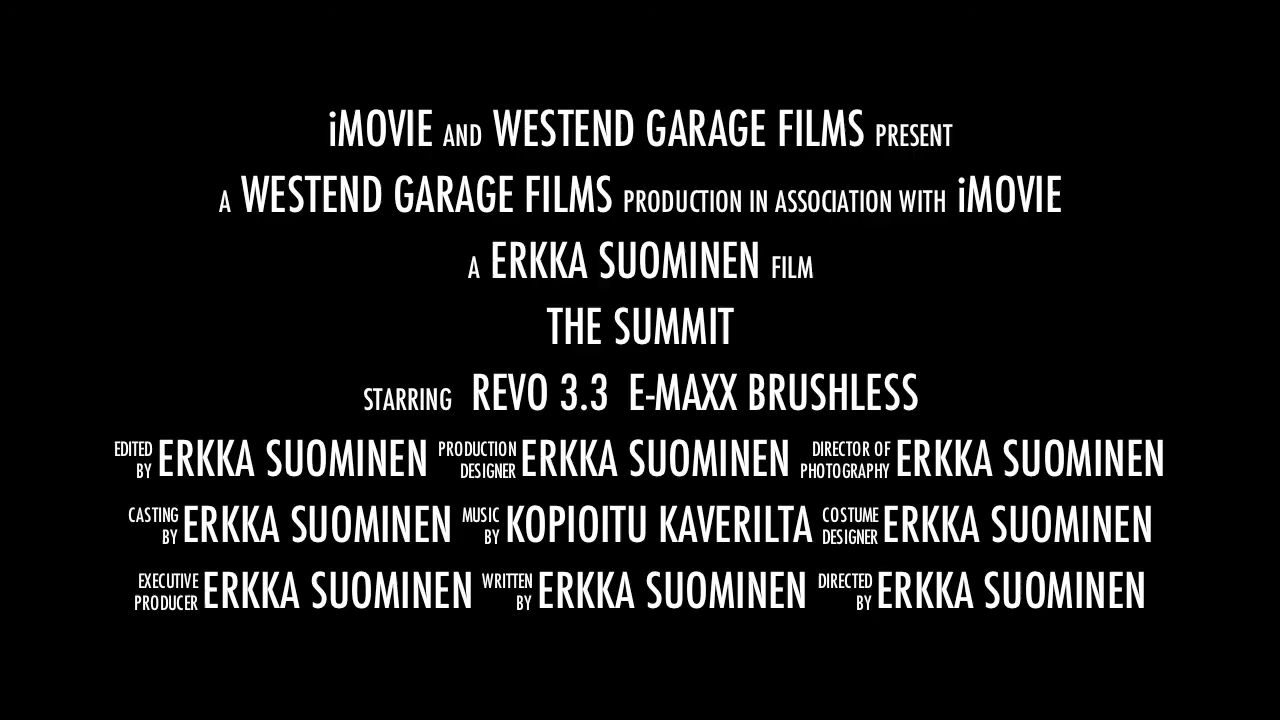 iMOVIE AND WESTEND GARAGE FILMS PRESENT
A WESTEND GARAGE FILMS PRODUCTION IN ASSOCIATION WITH iMOVIE
A ERKKA SUOMINEN FILM
THE SUMMIT
STARRING REVO 3.3 E-MAXX BRUSHLESS
EDITED BY ERKKA SUOMINEN PRODUCTION DESIGNER ERKKA SUOMINEN DIRECTOR OF PHOTOGRAPHY ERKKA SUOMINEN
CASTING BY ERKKA SUOMINEN MUSIC BY KOPIOITU KAVERILTA COSTUME DESIGNER ERKKA SUOMINEN
EXECUTIVE PRODUCER ERKKA SUOMINEN WRITTEN BY ERKKA SUOMINEN DIRECTED BY ERKKA SUOMINEN